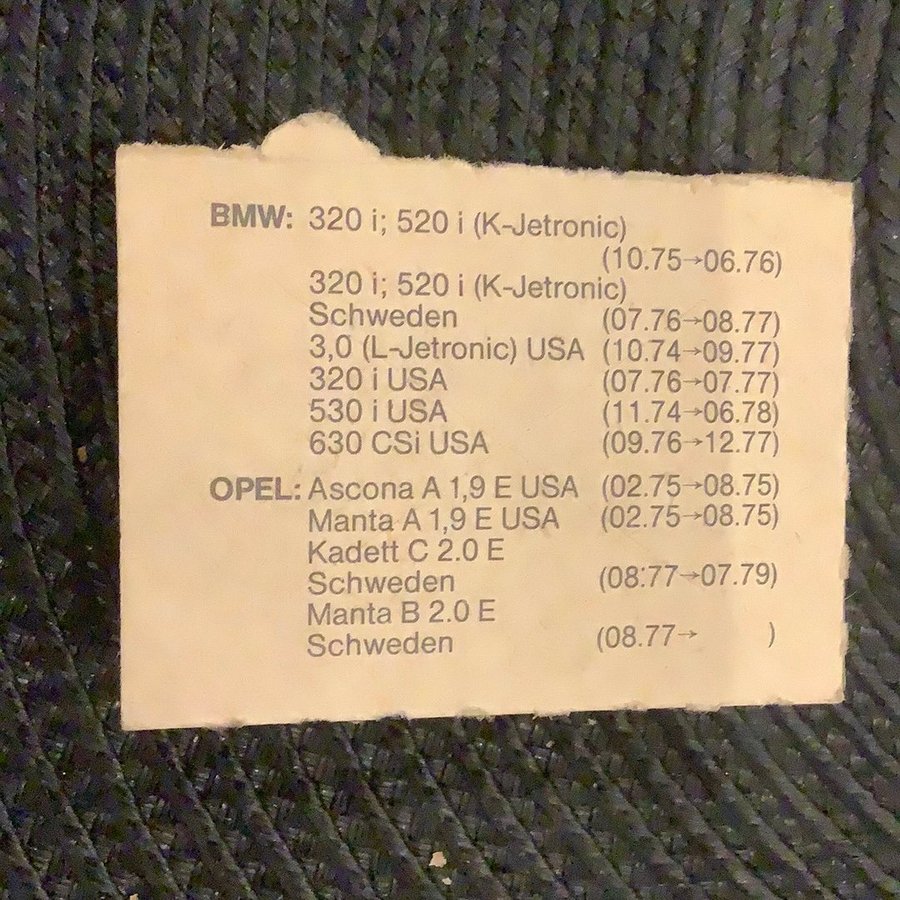 BMW: 320 i; 520 i (K-Jetronic)
(10.75→06.76)
320 i; 520 i (K-Jetronic)
Schweden (07.76→08.77)
3,0 (L-Jetronic) USA (10.74→09.77)
320 i USA (07.76→07.77)
530 i USA (11.74→06.78)
630 CSi USA (09.76→12.77)
OPEL: Ascona A 1,9 E USA (02.75→08.75)
Manta A 1,9 E USA (02.75→08.75)
Kadett C 2.0 E
Schweden (08.77→07.79)
Manta B 2.0 E
Schweden (08.77→ )